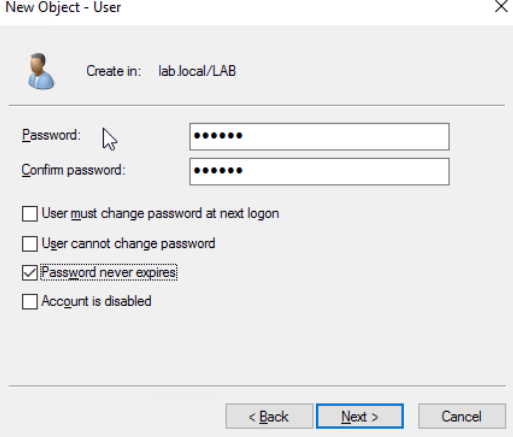 New Object - User
Create in: lab.local/LAB
Password: ••••••
Confirm password: ••••••
User must change password at next logon
User cannot change password
Password never expires
Account is disabled
< Back Next > Cancel